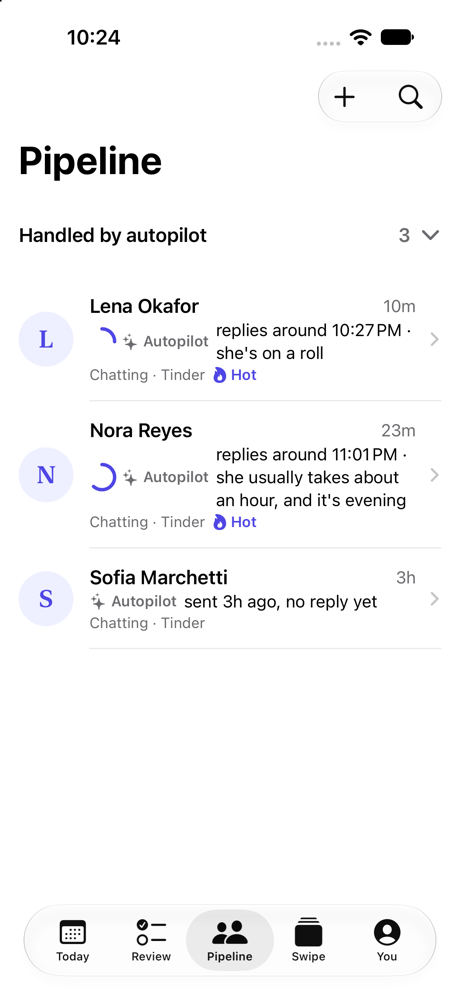 10:24
Pipeline
Handled by autopilot 3
Lena Okafor 10m
Autopilot replies around 10:27 PM ·
she's on a roll
Chatting · Tinder Hot
Nora Reyes 23m
Autopilot replies around 11:01 PM ·
she usually takes about
an hour, and it's evening
Chatting · Tinder Hot
Sofia Marchetti 3h
Autopilot sent 3h ago, no reply yet
Chatting · Tinder
L
N
S
Today Review Pipeline Swipe You